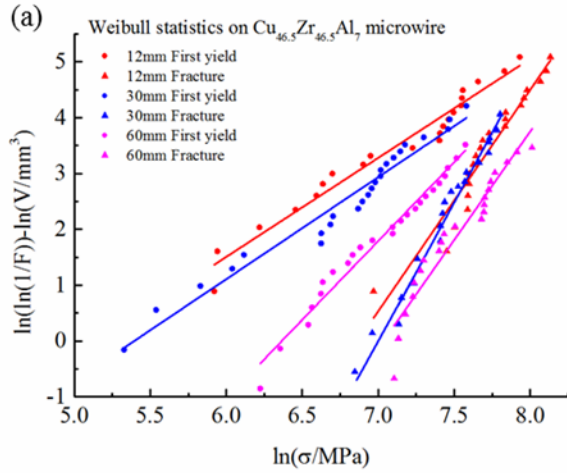 (a)
Weibull statistics on Cu46.5Zr46.5Al7 microwire
12mm First yield
12mm Fracture
30mm First yield
30mm Fracture
60mm First yield
60mm Fracture
ln(ln(1/F))-ln(V/mm³)
5
4
3
2
1
0
-1
5.0 5.5 6.0 6.5 7.0 7.5 8.0
ln(σ/MPa)